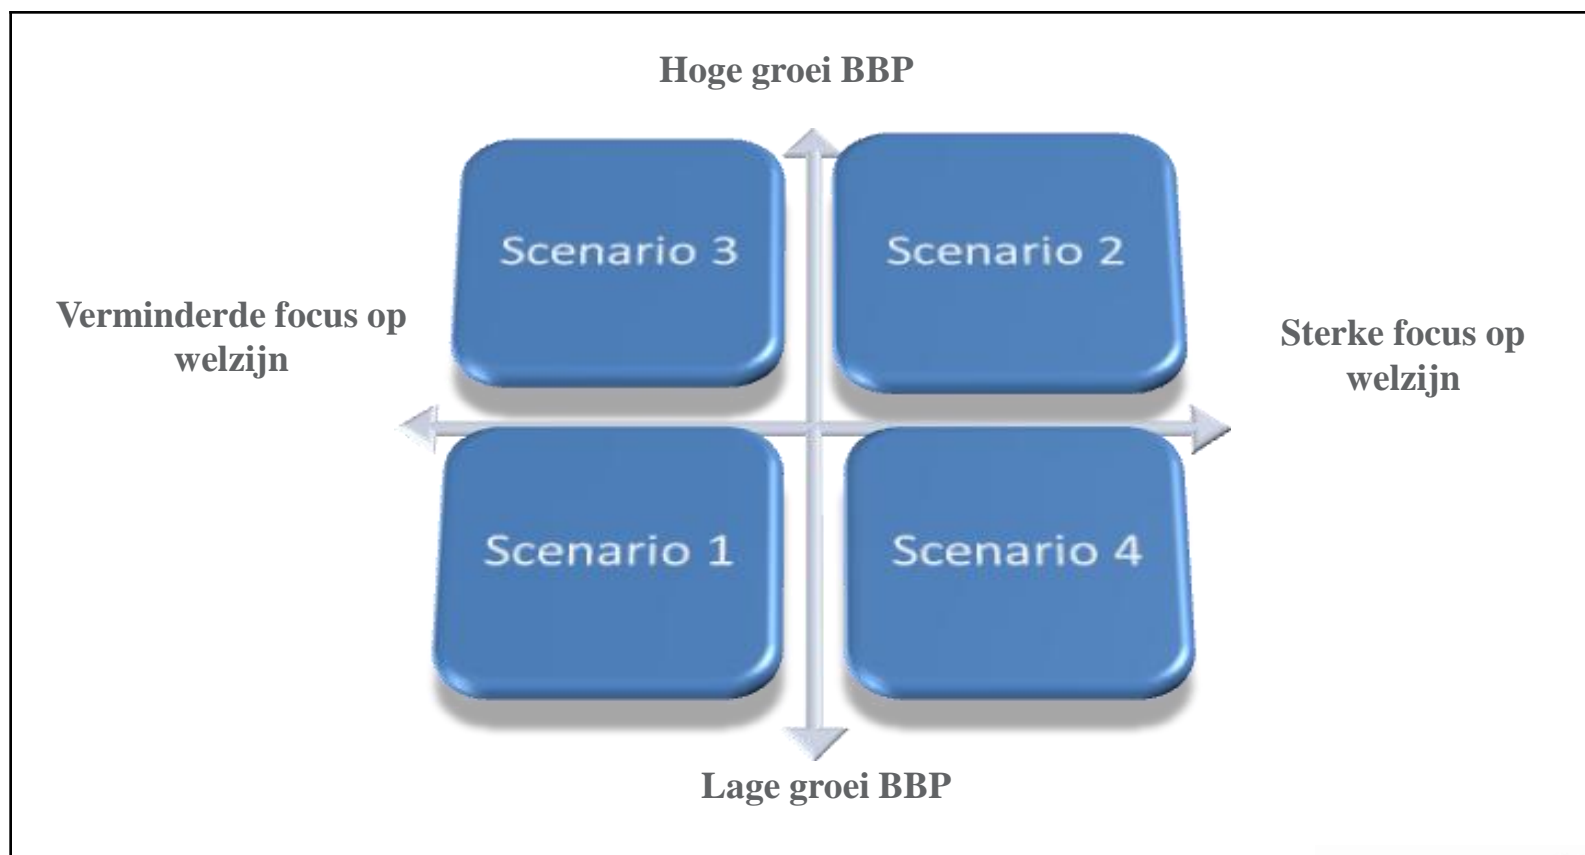 Hoge groei BBP
Scenario 3
Scenario 2
Verminderde focus op
welzijn
Sterke focus op
welzijn
Scenario 1
Scenario 4
Lage groei BBP